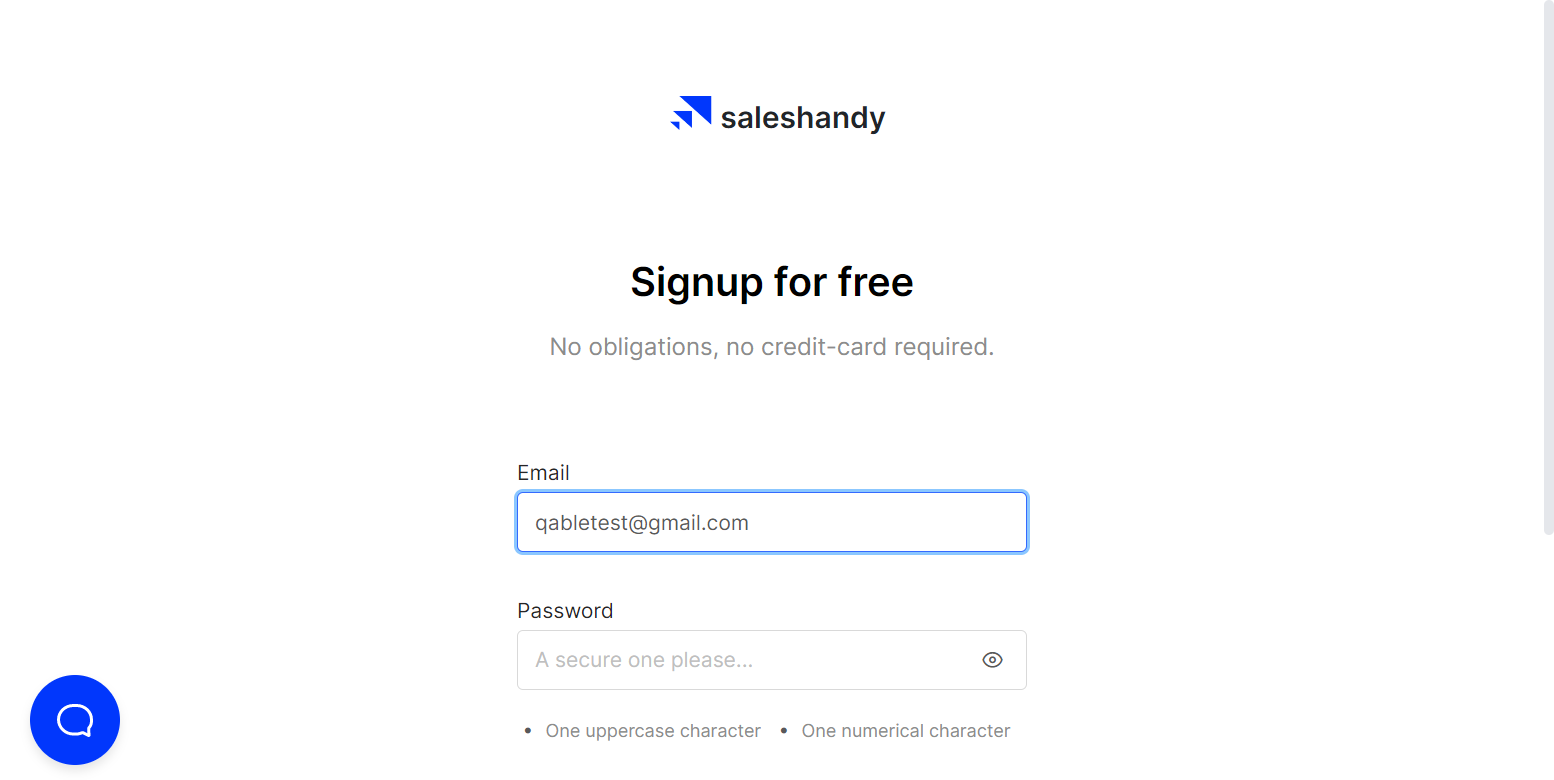 saleshandy
Signup for free
No obligations, no credit-card required.
Email
qabletest@gmail.com
Password
A secure one please...
• One uppercase character • One numerical character